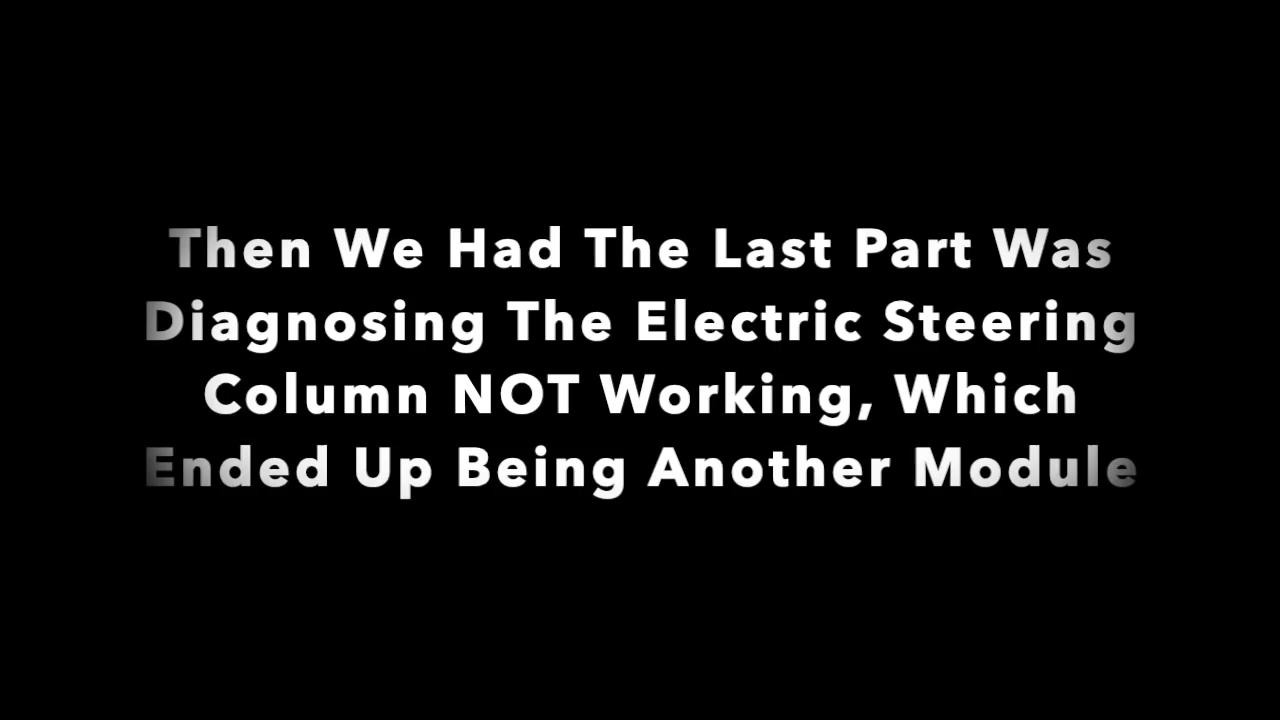 Then We Had The Last Part Was
Diagnosing The Electric Steering
Column NOT Working, Which
Ended Up Being Another Module